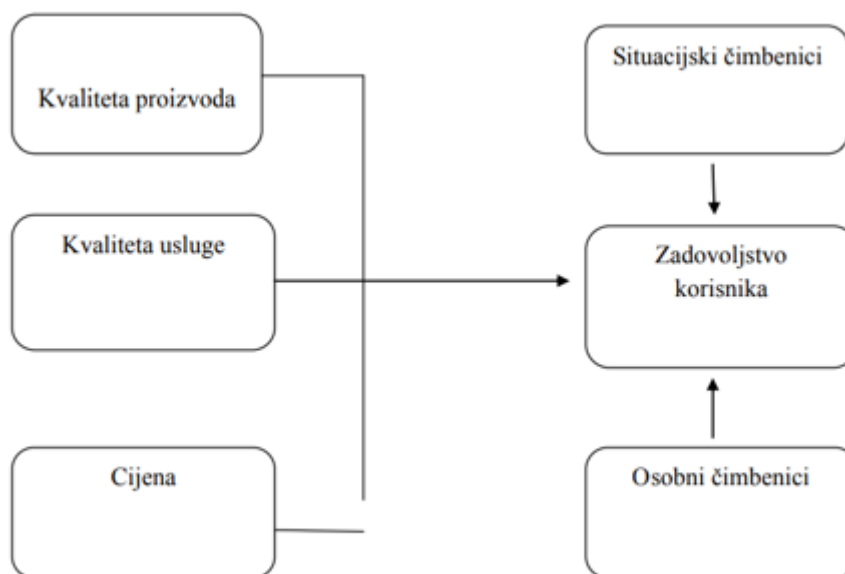 Kvaliteta proizvoda
Kvaliteta usluge
Cijena
Situacijski čimbenici
Zadovoljstvo
korisnika
Osobni čimbenici